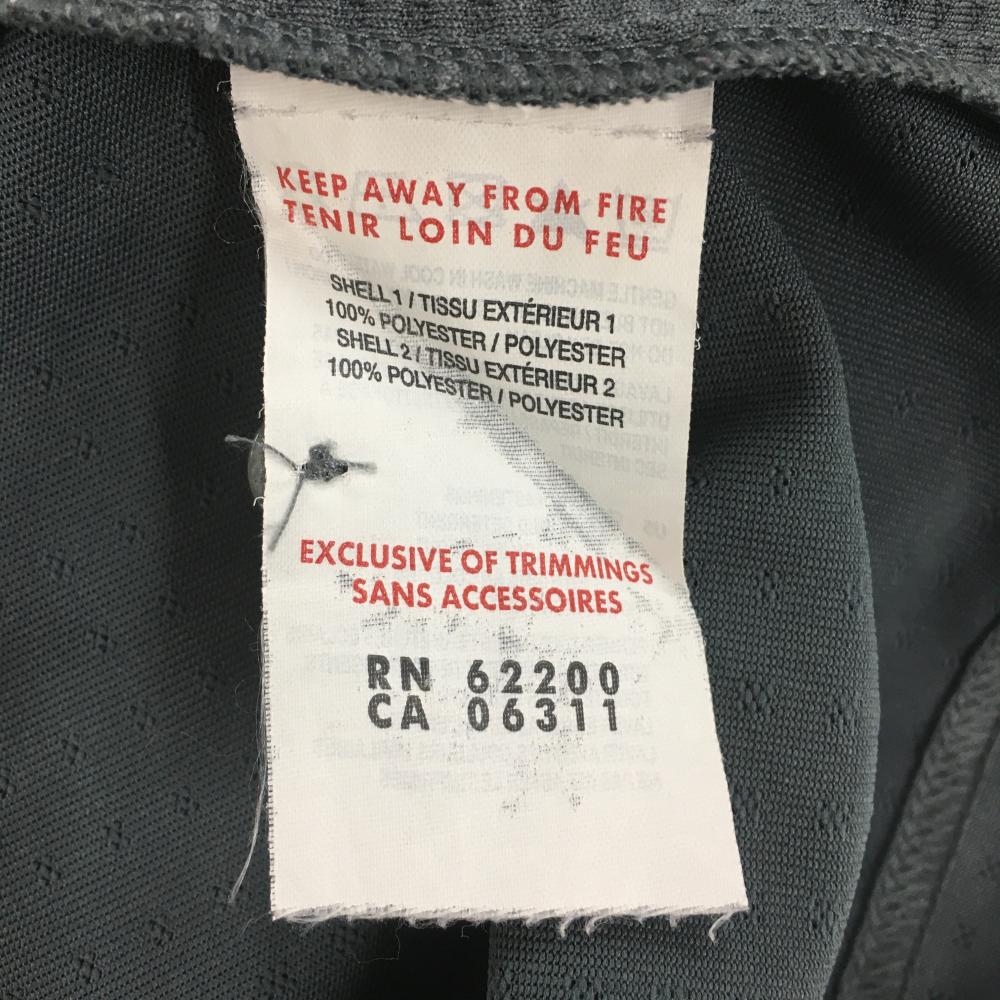 KEEP AWAY FROM FIRE
TENIR LOIN DU FEU
SHELL 1 / TISSU EXTÉRIEUR 1
100% POLYESTER / POLYESTER
SHELL 2 / TISSU EXTÉRIEUR 2
100% POLYESTER / POLYESTER
EXCLUSIVE OF TRIMMINGS
SANS ACCESSOIRES
RN 62200
CA 06311